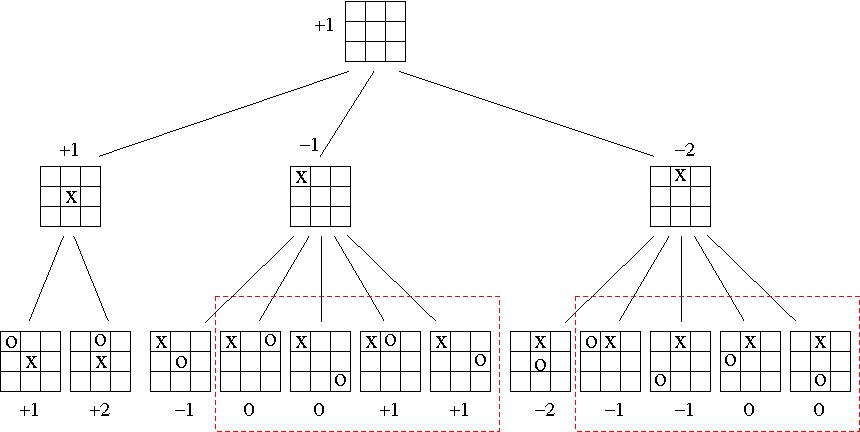 +1
+1 −1 −2
X X
X
O O X X O X X O X X O X X X X
X X O O O O
O O O
+1 +2 −1 0 0 +1 +1 −2 −1 −1 0 0